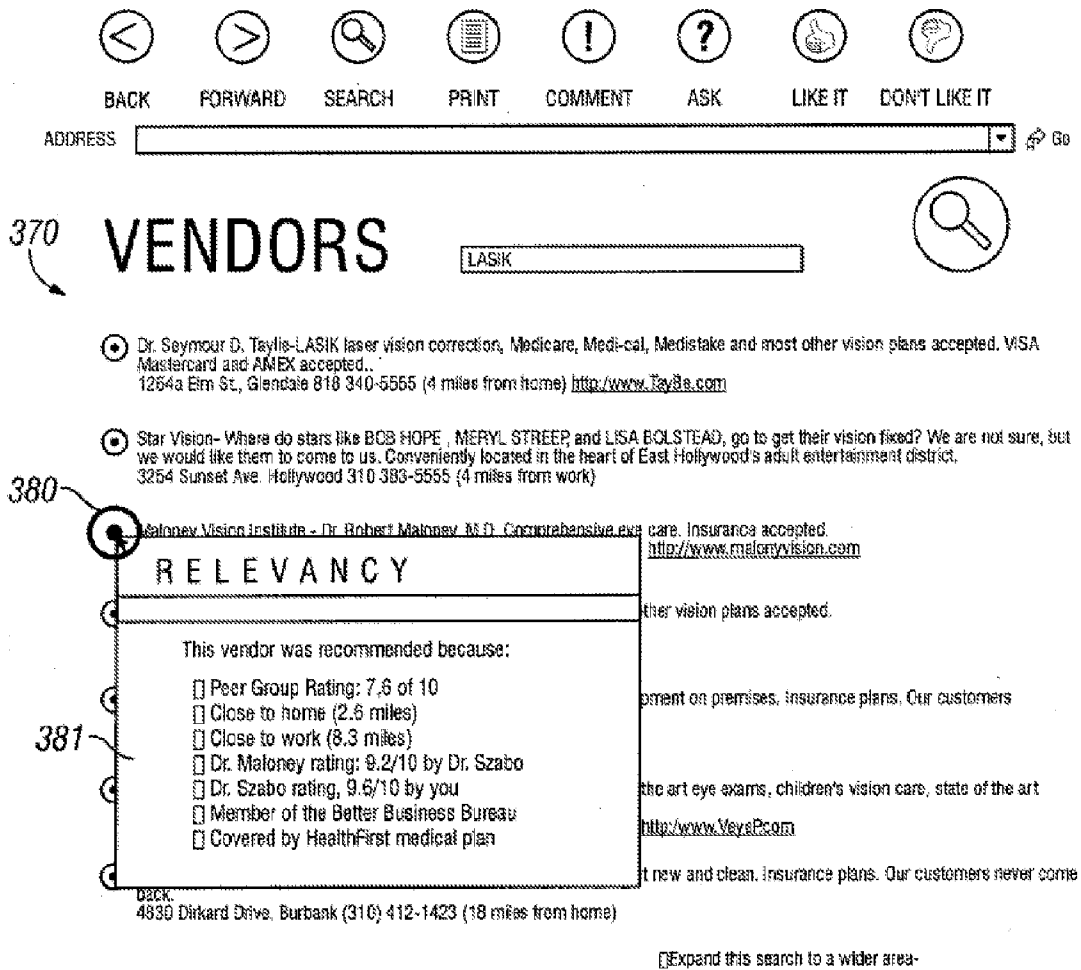 BACK FORWARD SEARCH PRINT COMMENT ASK LIKE IT DON'T LIKE IT
ADDRESS Go
370 VENDORS LASIK
Dr. Seymour D. LASIK laser vision correction, Medicare, Medi-cal, Medistake and most other vision plans accepted. VISA
Mastercard and AMEX accepted..
1264a Elm St., Glendale 818 340-5555 (4 miles from home)
Star Vision- Where do stars like BOB HOPE , MERYL STREEP, and LISA BOLSTEAD, go to get their vision fixed? We are not sure, but
we would like them to come to us. Conveniently located in the heart of East Hollywood's adult entertainment district.
3254 Sunset Ave. Hollywood 310 383-5555 (4 miles from work)
380
Maloney Vision Institute - Dr. Robert Maloney, M.D. Comprehensive eye care. Insurance accepted.
http://www.malonyvision.com
RELEVANCY
ther vision plans accepted.
This vendor was recommended because:
Peer Group Rating: 7,6 of 10
pment on premises. Insurance plans. Our customers
Close to home (2.6 miles)
381 Close to work (8.3 miles)
Dr. Maloney rating: 9.2/10 by Dr. Szabo
Dr. Szabo rating, 9.6/10 by you
the art eye exams, children's vision care, state of the art
Member of the Better Business Bureau
Covered by HealthFirst medical plan
t new and clean. Insurance plans. Our customers never come
back.
4830 Dirkard Drive, Burbank (310) 412-1423 (18 miles from home)
Expand this search to a wider area-